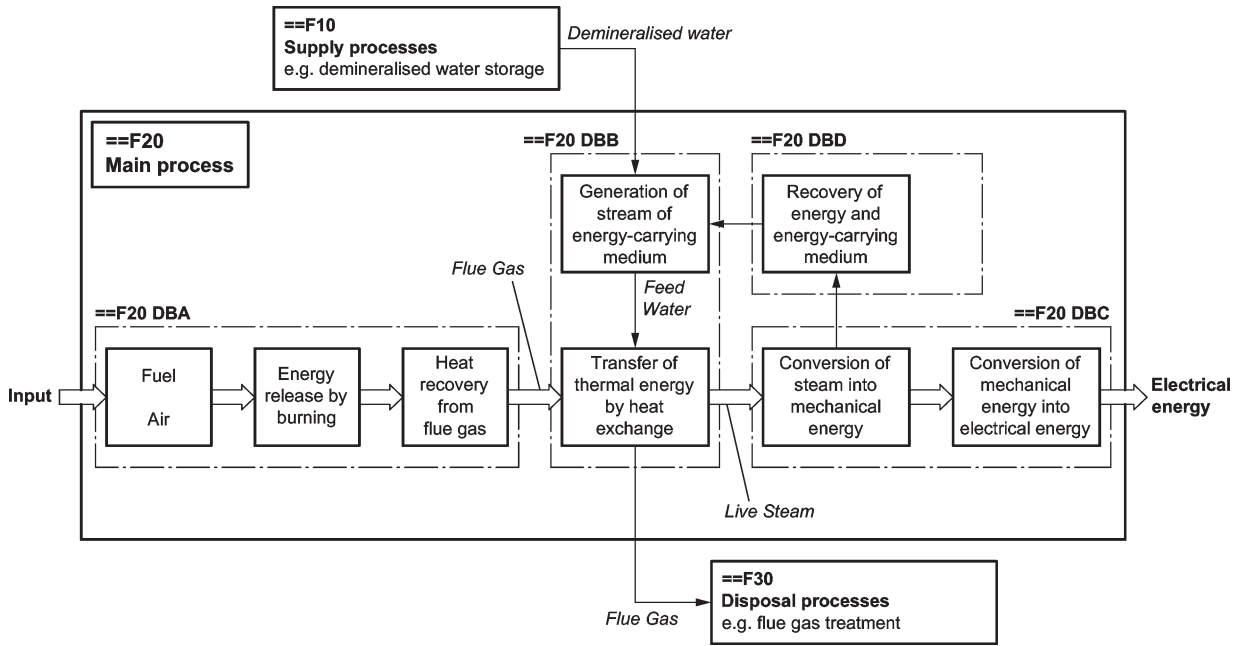 ==F10
Supply processes
e.g. demineralised water storage
Demineralised water
==F20
Main process
==F20 DBB
==F20 DBD
Generation of
stream of
energy-carrying
medium
Recovery of
energy and
energy-carrying
medium
Flue Gas
Feed
Water
==F20 DBA
==F20 DBC
Input
Fuel
Air
Energy
release by
burning
Heat
recovery
from
flue gas
Transfer of
thermal energy
by heat
exchange
Conversion of
steam into
mechanical
energy
Conversion of
mechanical
energy into
electrical energy
Electrical
energy
Live Steam
==F30
Disposal processes
e.g. flue gas treatment
Flue Gas